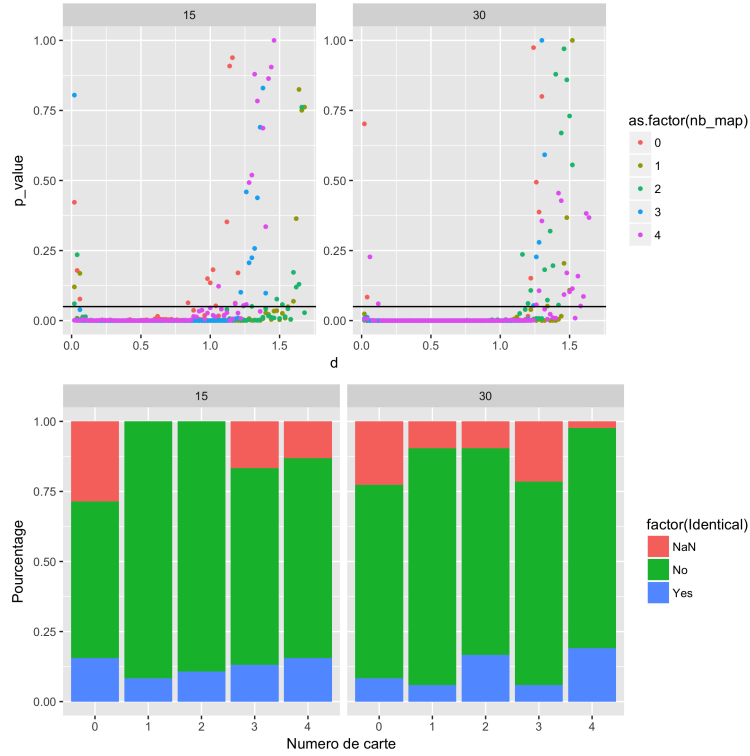 15 30
1.00
0.75
0.50
0.25
0.00
p_value
0.0 0.5 1.0 1.5 0.0 0.5 1.0 1.5
d
as.factor(nb_map)
0
1
2
3
4
15 30
1.00
0.75
0.50
0.25
0.00
Pourcentage
0 1 2 3 4 0 1 2 3 4
Numero de carte
factor(Identical)
NaN
No
Yes